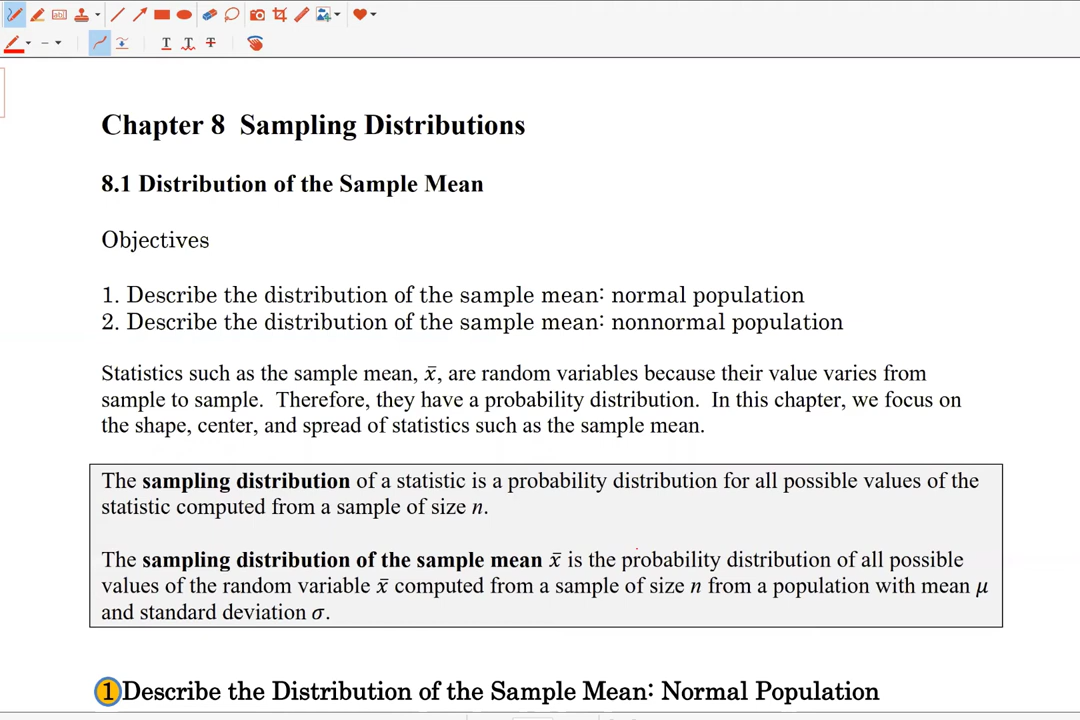 Chapter 8  Sampling Distributions
8.1 Distribution of the Sample Mean
Objectives
1. Describe the distribution of the sample mean: normal population
2. Describe the distribution of the sample mean: nonnormal population
Statistics such as the sample mean, x̄, are random variables because their value varies from
sample to sample.  Therefore, they have a probability distribution.  In this chapter, we focus on
the shape, center, and spread of statistics such as the sample mean.
The sampling distribution of a statistic is a probability distribution for all possible values of the
statistic computed from a sample of size n.
The sampling distribution of the sample mean x̄ is the probability distribution of all possible
values of the random variable x̄ computed from a sample of size n from a population with mean μ
and standard deviation σ.
1 Describe the Distribution of the Sample Mean: Normal Population